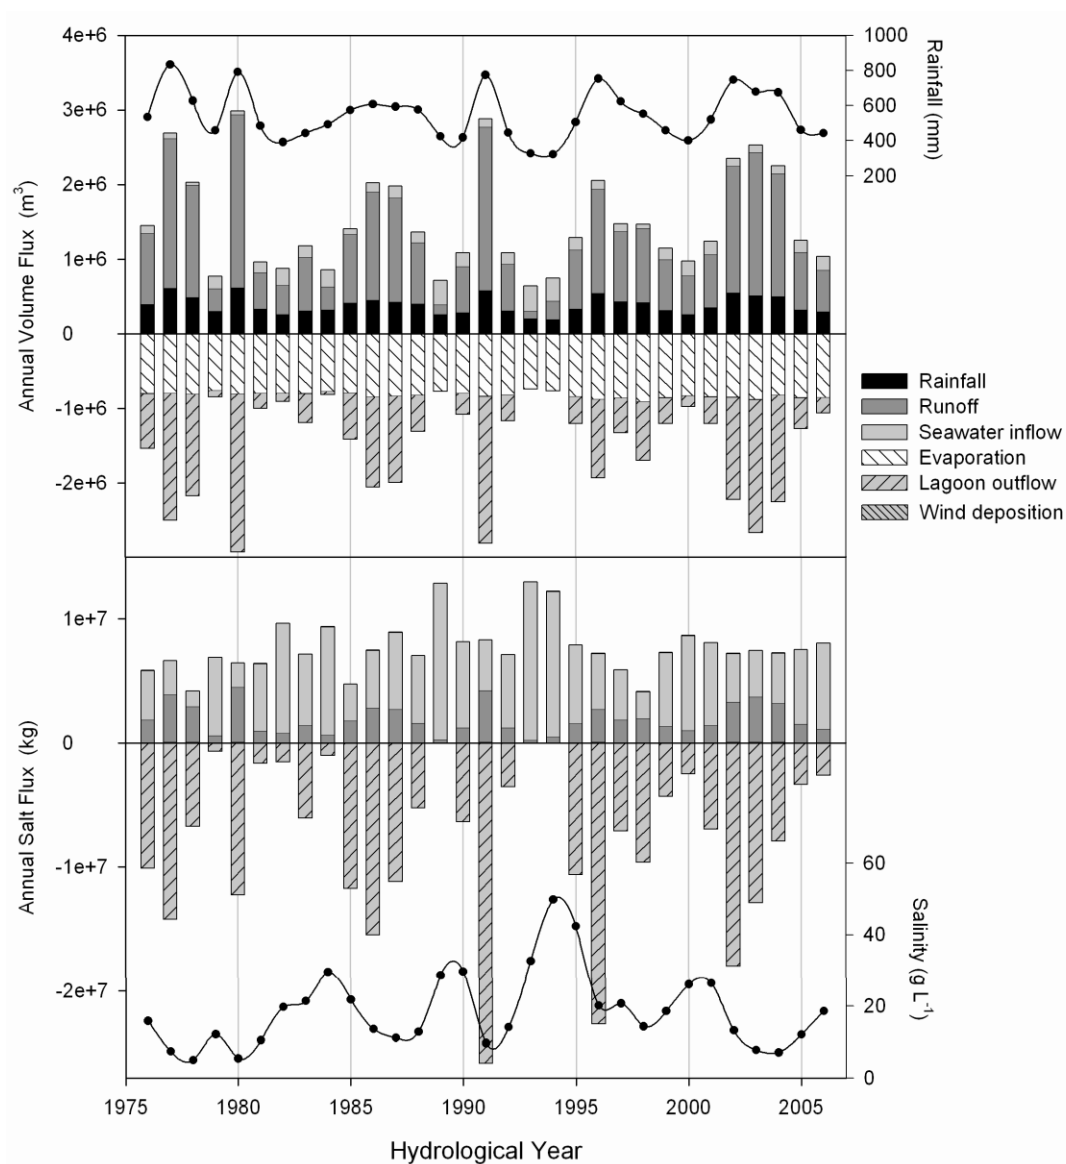 4e+6
3e+6
2e+6
1e+6
0
-1e+6
-2e+6
Annual Volume Flux (m³)
1000
800
600
400
200
Rainfall (mm)
Rainfall
Runoff
Seawater inflow
Evaporation
Lagoon outflow
Wind deposition
1e+7
0
-1e+7
-2e+7
Annual Salt Flux (kg)
60
40
20
0
Salinity (g L⁻¹)
1975
1980
1985
1990
1995
2000
2005
Hydrological Year